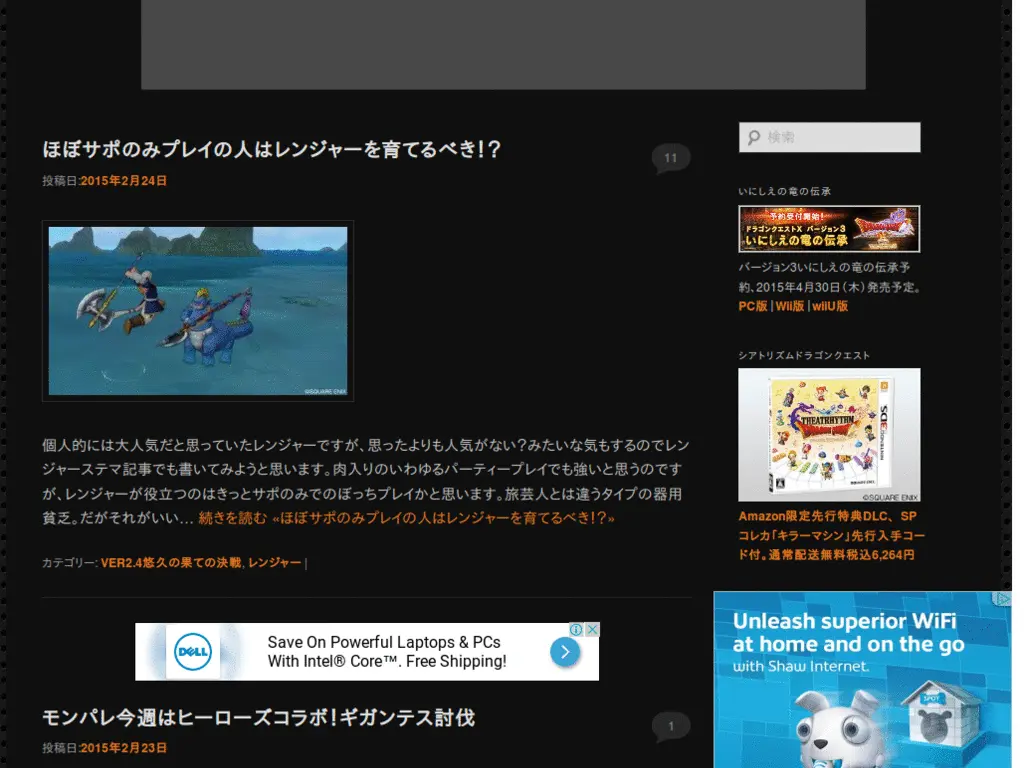 ほぼサポのみプレイの人はレンジャーを育てるべき!?
11
投稿日:2015年2月24日
©SQUARE ENIX
個人的には大人気だと思っていたレンジャーですが、思ったよりも人気がない?みたいな気もするのでレン
ジャーステマ記事でも書いてみようと思います。肉入りのいわゆるパーティープレイでも強いと思うのです
が、レンジャーが役立つのはきっとサポのみでのぼっちプレイかと思います。旅芸人とは違うタイプの器用
貧乏。だがそれがいい… 続きを読む «ほぼサポのみプレイの人はレンジャーを育てるべき!?»
カテゴリー: VER2.4悠久の果ての決戦, レンジャー |
DELL
Save On Powerful Laptops & PCs
With Intel® Core™. Free Shipping!
モンパレ今週はヒーローズコラボ!ギガンテス討伐
1
投稿日:2015年2月23日
検索
いにしえの竜の伝承
予約受付開始!
ドラゴンクエストX バージョン3
いにしえの竜の伝承
バージョン3いにしえの竜の伝承予
約、2015年4月30日(木)発売予定。
PC版 | Wii版 | wiiU版
シアトリズムドラゴンクエスト
THEATRHYTHM
DRAGON QUEST
©SQUARE ENIX
Amazon限定先行特典DLC、SP
コレカ「キラーマシン」先行入手コー
ド付。通常配送無料税込6,264円
Unleash superior WiFi
at home and on the go
with Shaw Internet.
SPOT